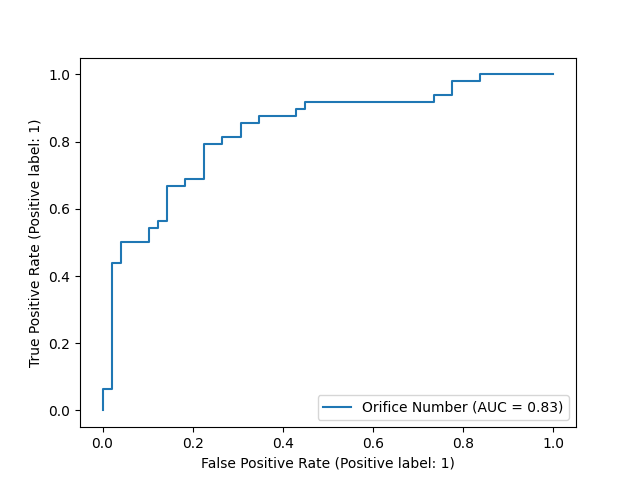 1.0
0.8
0.6
0.4
0.2
0.0
True Positive Rate (Positive label: 1)
Orifice Number (AUC = 0.83)
0.0 0.2 0.4 0.6 0.8 1.0
False Positive Rate (Positive label: 1)